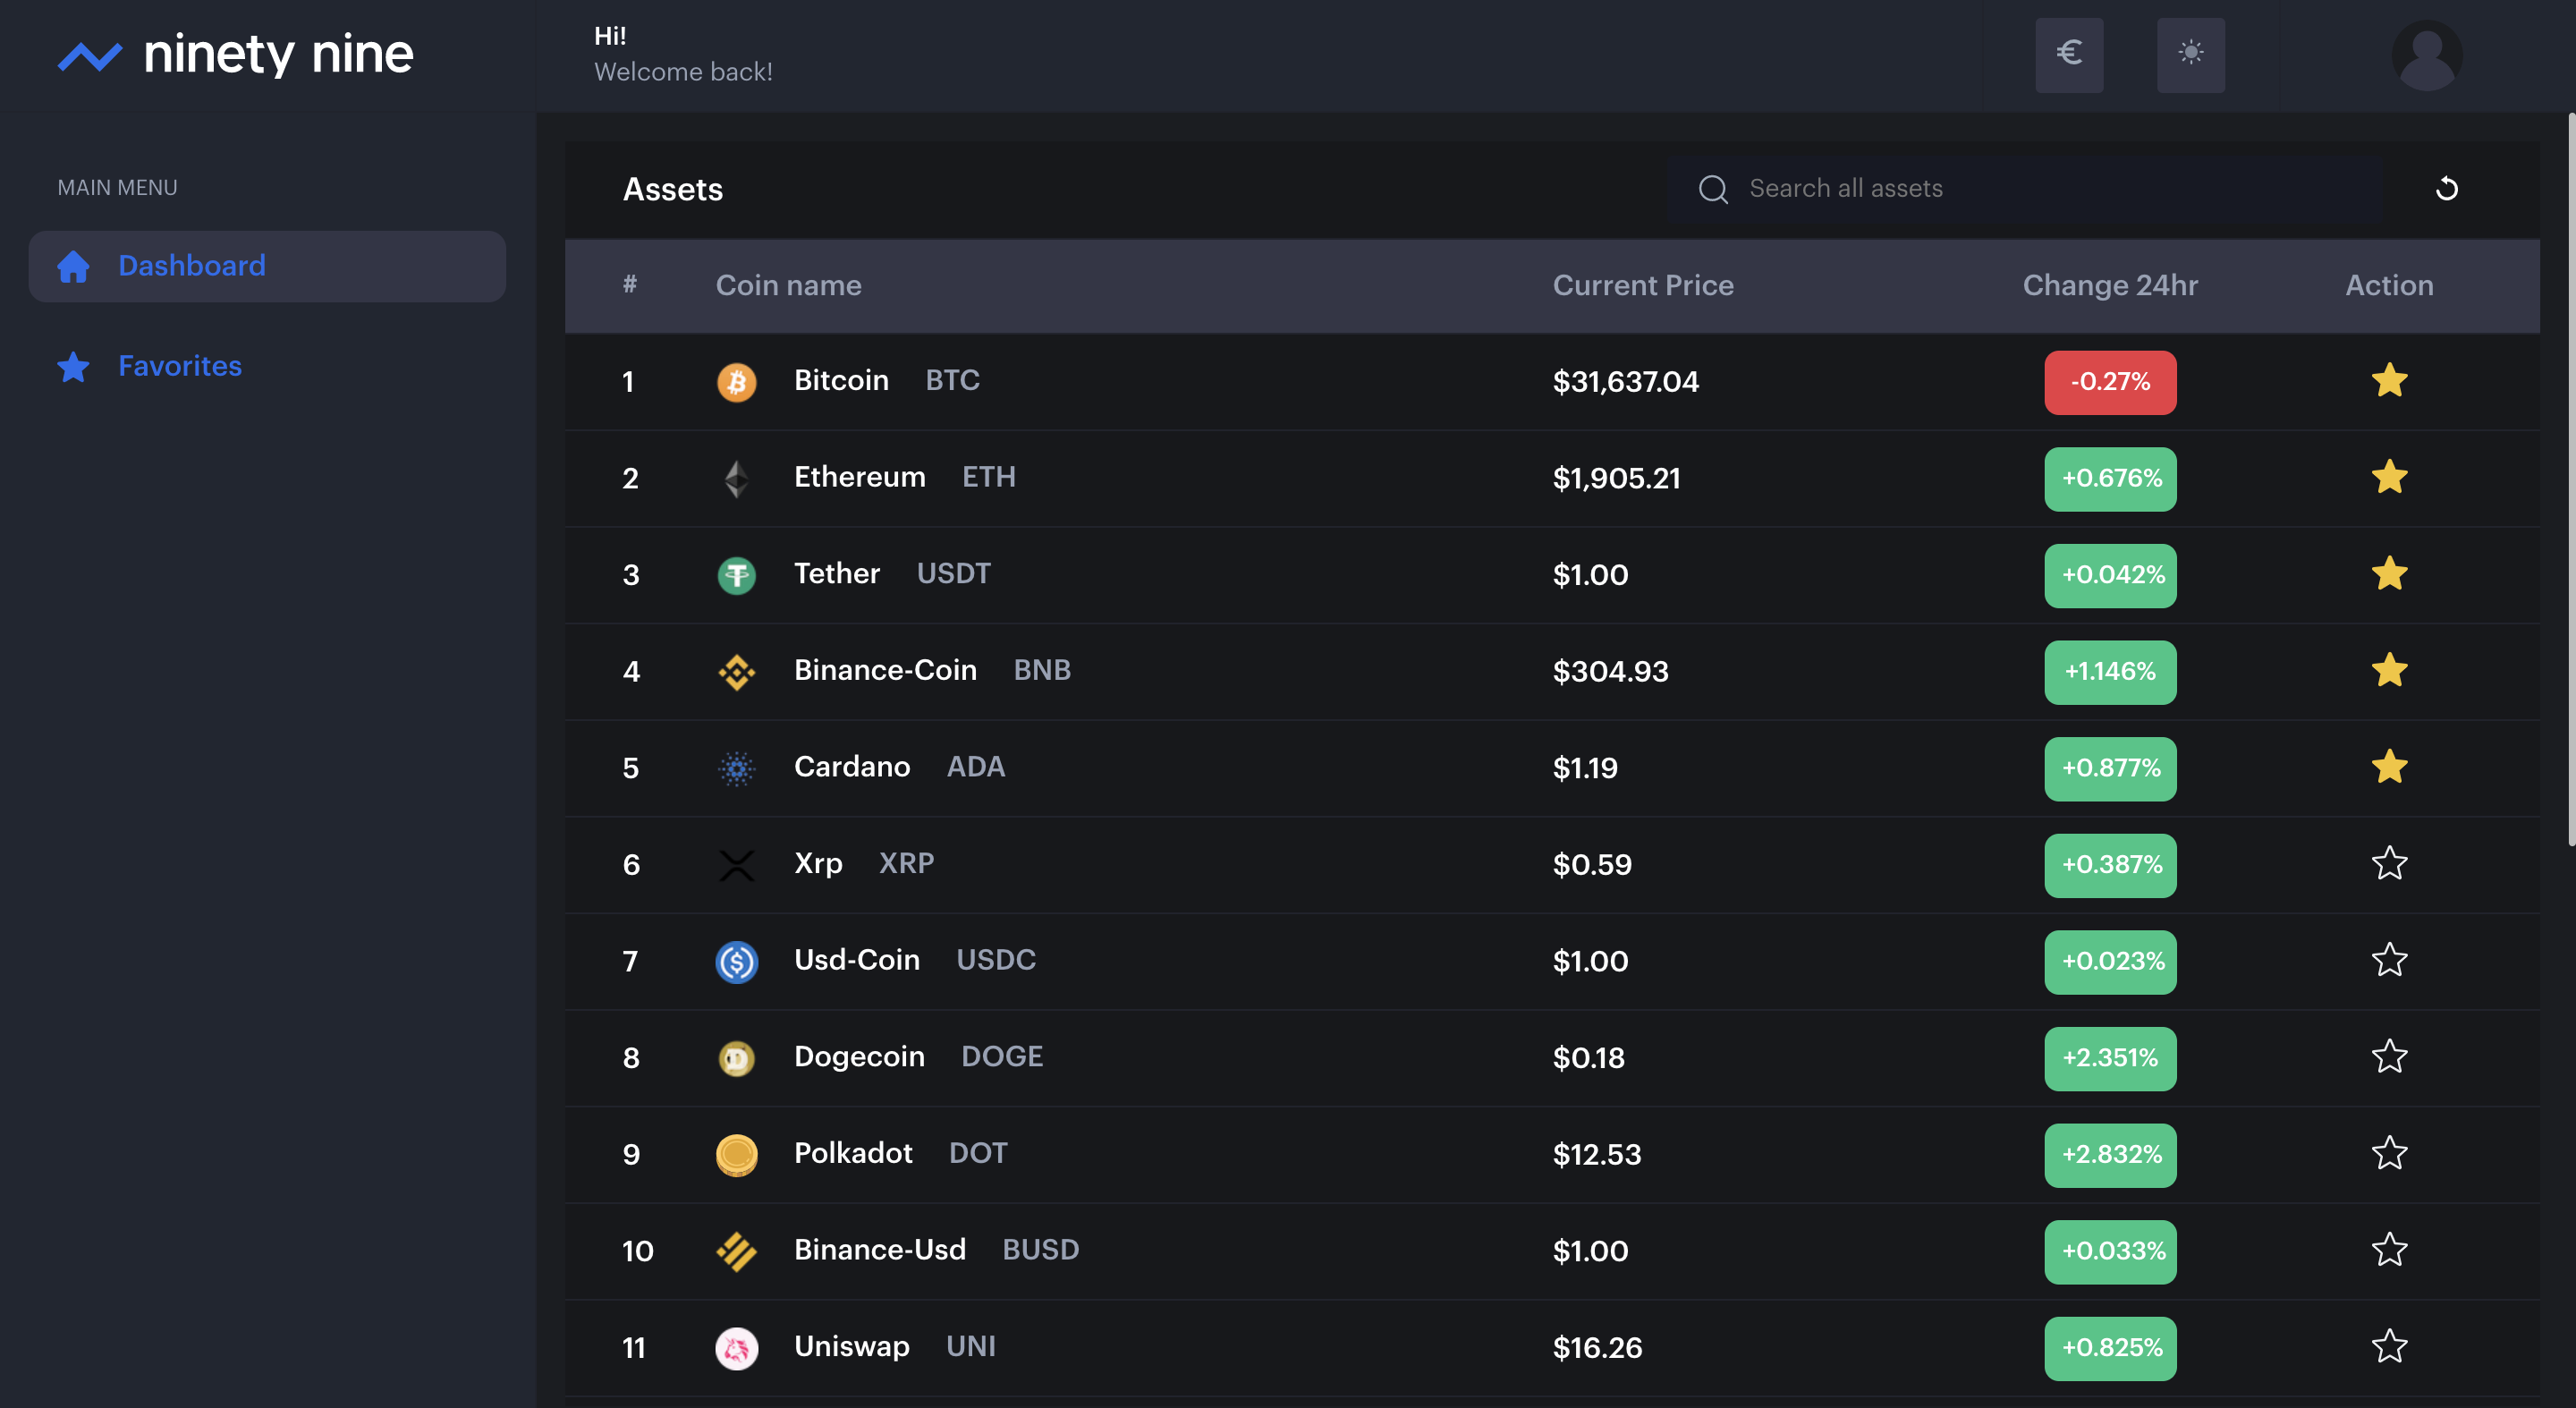 ninety nine
Hi!
Welcome back!
€
MAIN MENU
Dashboard
Favorites
Assets
Search all assets
# Coin name Current Price Change 24hr Action
1 Bitcoin BTC $31,637.04 -0.27%
2 Ethereum ETH $1,905.21 +0.676%
3 Tether USDT $1.00 +0.042%
4 Binance-Coin BNB $304.93 +1.146%
5 Cardano ADA $1.19 +0.877%
6 Xrp XRP $0.59 +0.387%
7 Usd-Coin USDC $1.00 +0.023%
8 Dogecoin DOGE $0.18 +2.351%
9 Polkadot DOT $12.53 +2.832%
10 Binance-Usd BUSD $1.00 +0.033%
11 Uniswap UNI $16.26 +0.825%